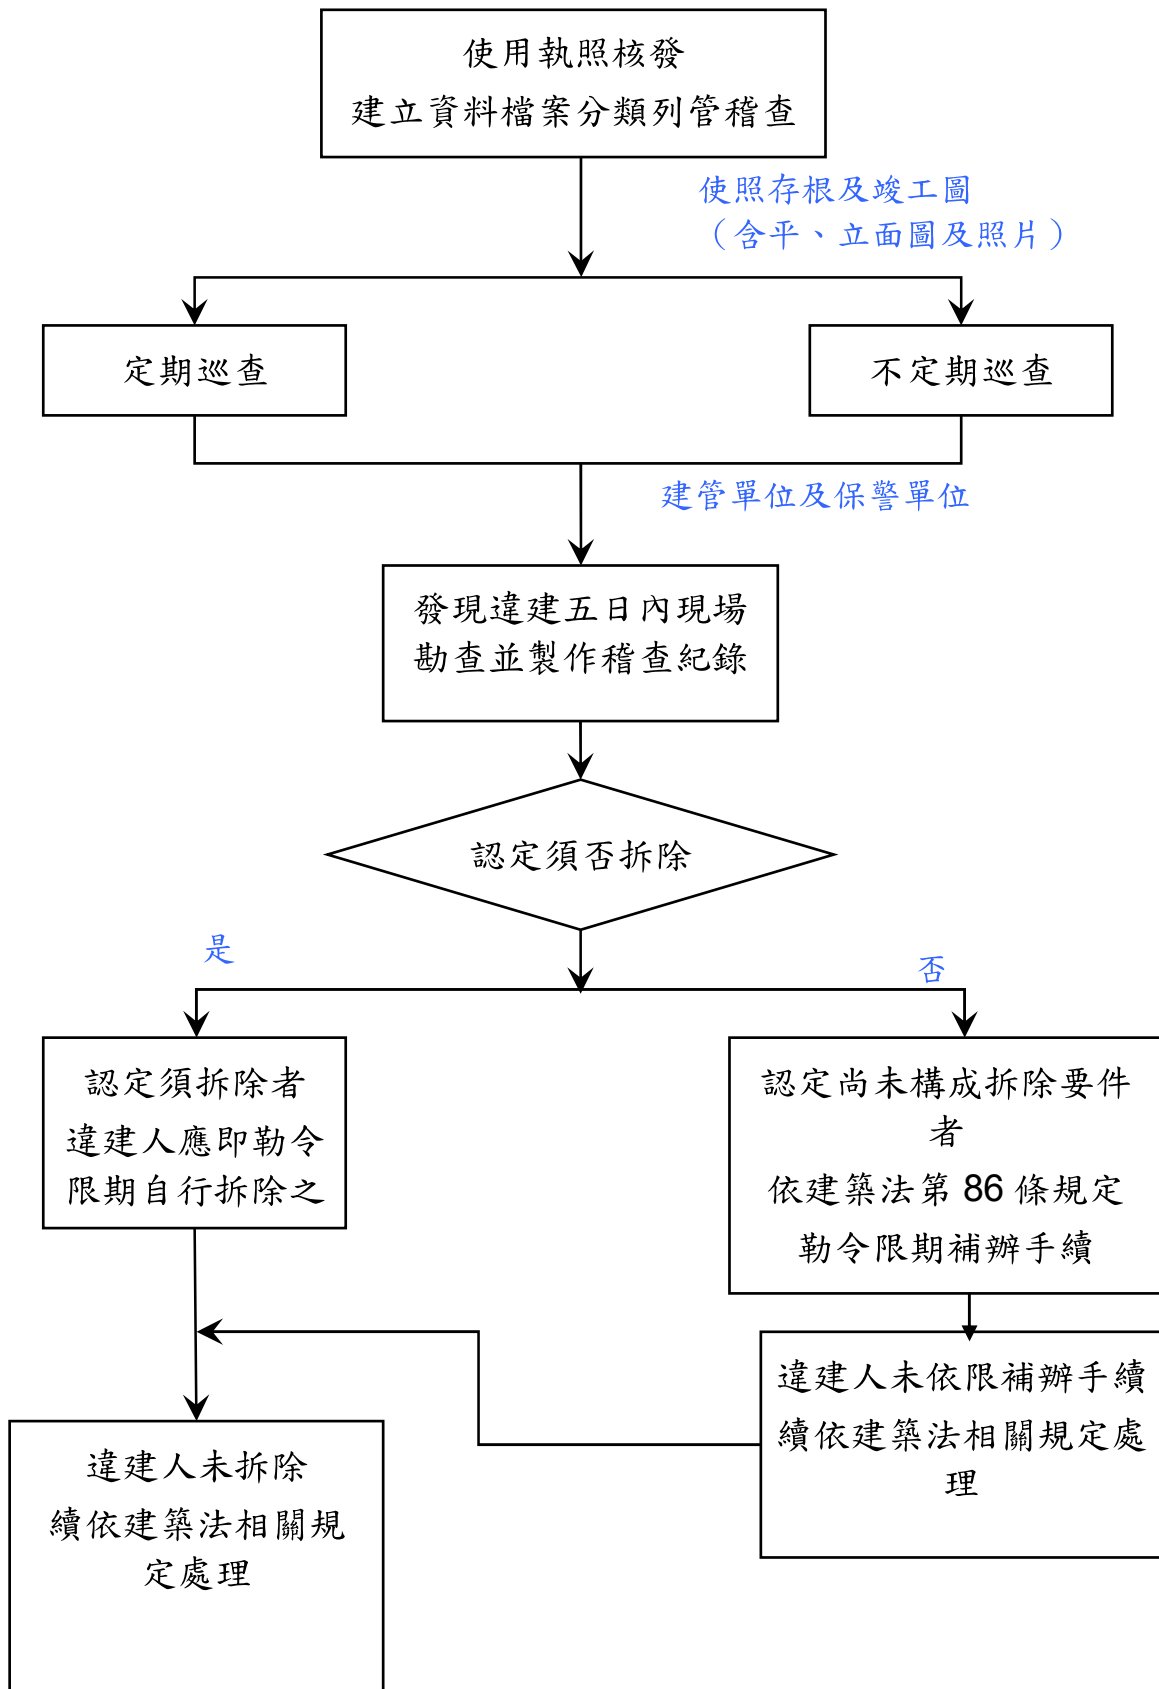 使用執照核發
建立資料檔案分類列管稽查
使照存根及竣工圖
（含平、立面圖及照片）
定期巡查
不定期巡查
建管單位及保警單位
發現違建五日內現場
勘查並製作稽查紀錄
認定須否拆除
是
否
認定須拆除者
違建人應即勒令
限期自行拆除之
認定尚未構成拆除要件
者
依建築法第 86 條規定
勒令限期補辦手續
違建人未依限補辦手續
續依建築法相關規定處
理
違建人未拆除
續依建築法相關規
定處理